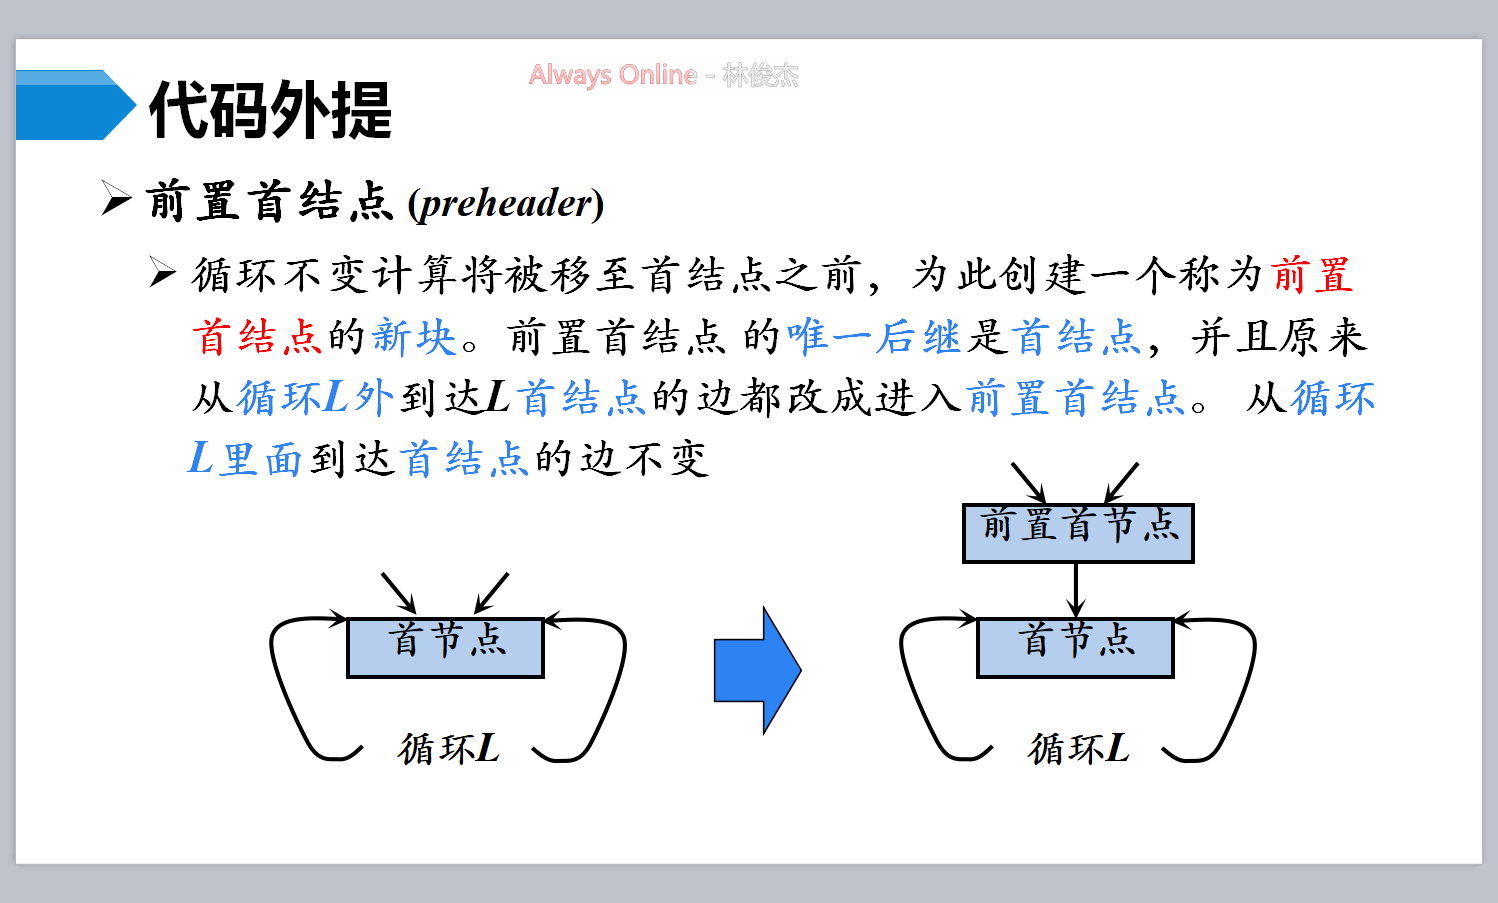 Always Online - 林俊杰
代码外提
前置首结点 (preheader)
循环不变计算将被移至首结点之前，为此创建一个称为前置
首结点的新块。前置首结点 的唯一后继是首结点，并且原来
从循环L外到达L首结点的边都改成进入前置首结点。 从循环
L里面到达首结点的边不变
前置首节点
首节点
首节点
循环L
循环L